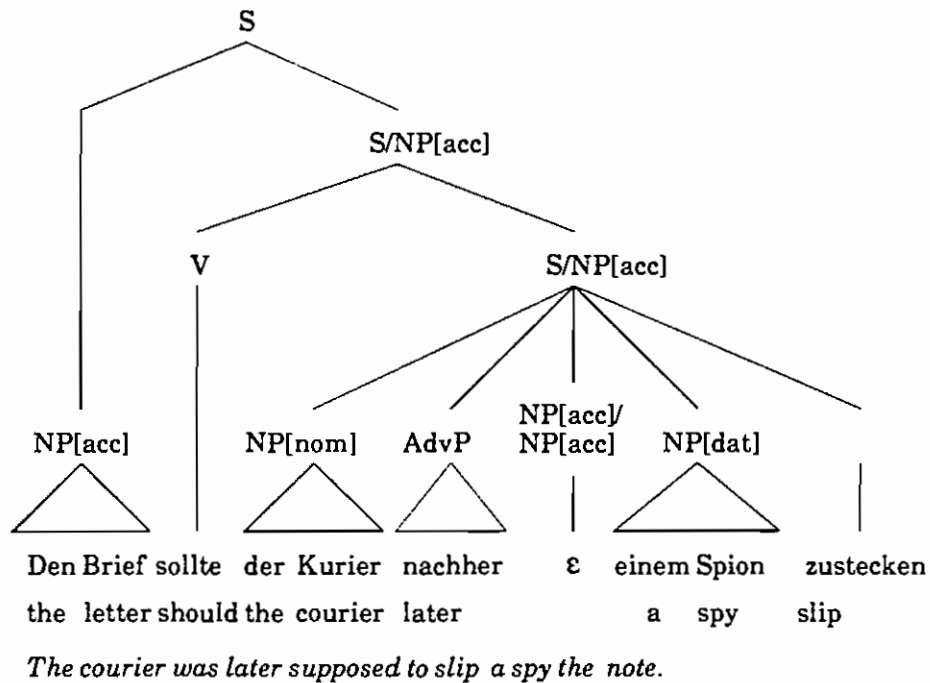 S
S/NP[acc]
V S/NP[acc]
NP[acc] NP[nom] AdvP NP[acc]/ NP[acc] NP[dat]
Den Brief sollte der Kurier nachher ε einem Spion zustecken
the letter should the courier later a spy slip
The courier was later supposed to slip a spy the note.